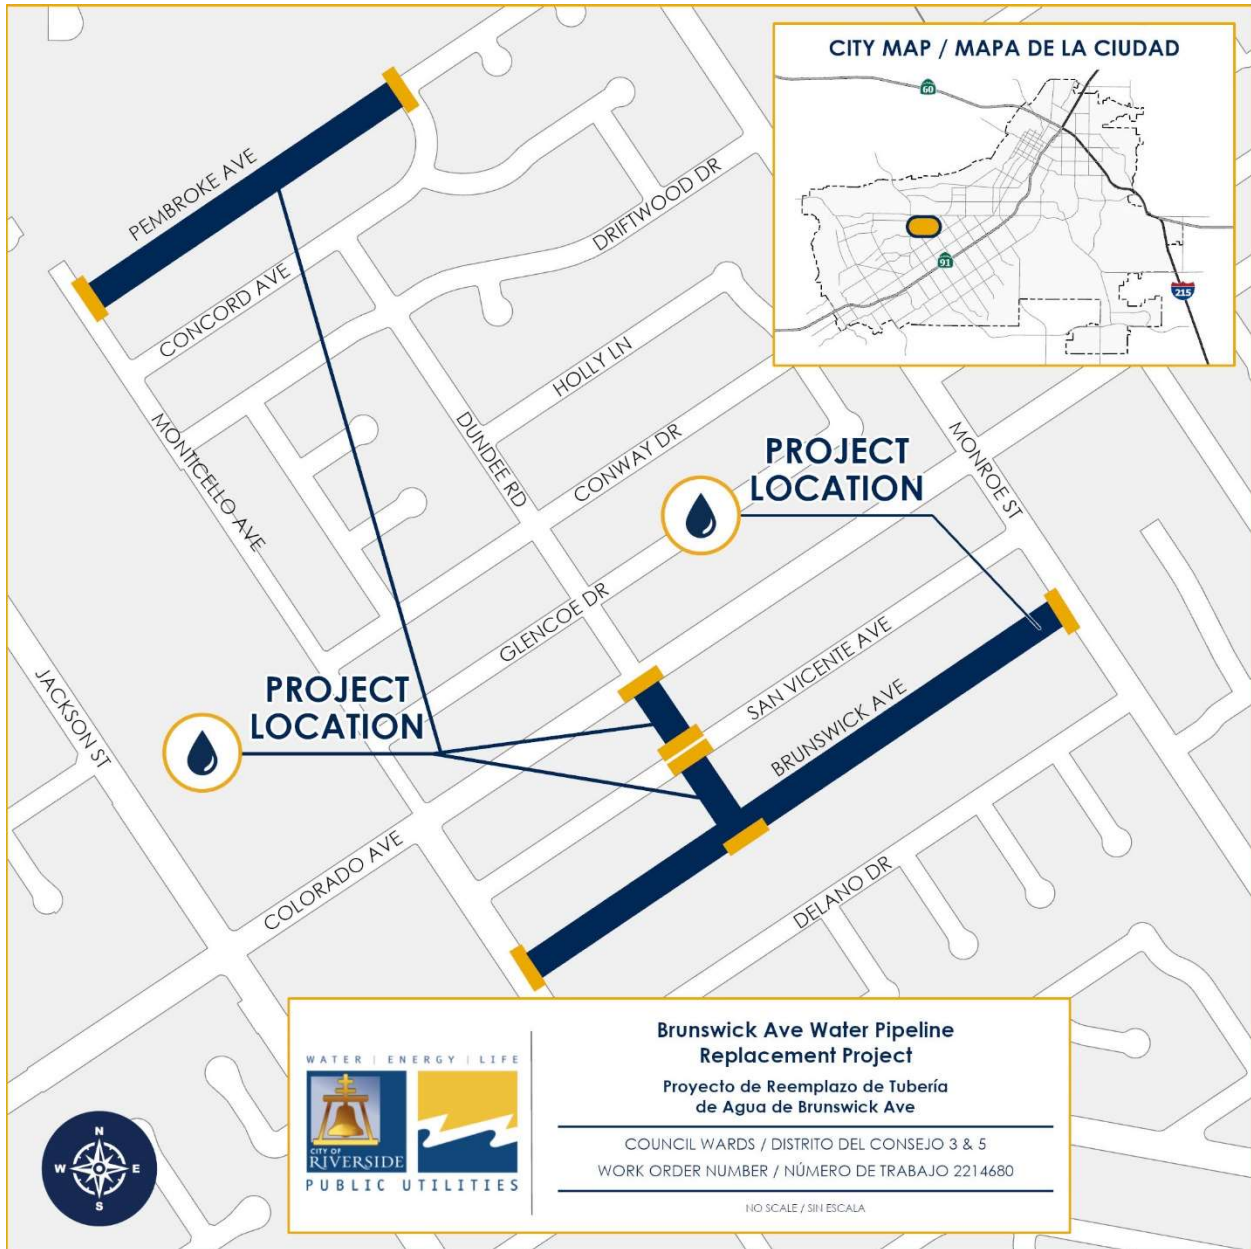 CITY MAP / MAPA DE LA CIUDAD
60
91
215
PEMBROKE AVE
CONCORD AVE
DRIFTWOOD DR
HOLLY LN
MONTICELLO AVE
DUNDEE RD
CONWAY DR
MONROE ST
PROJECT
LOCATION
GLENCOE DR
SAN VICENTE AVE
BRUNSWICK AVE
JACKSON ST
PROJECT
LOCATION
COLORADO AVE
DELANO DR
WATER | ENERGY | LIFE
CITY OF
RIVERSIDE
PUBLIC UTILITIES
Brunswick Ave Water Pipeline
Replacement Project
Proyecto de Reemplazo de Tubería
de Agua de Brunswick Ave
COUNCIL WARDS / DISTRITO DEL CONSEJO 3 & 5
WORK ORDER NUMBER / NÚMERO DE TRABAJO 2214680
NO SCALE / SIN ESCALA
N
W E
S